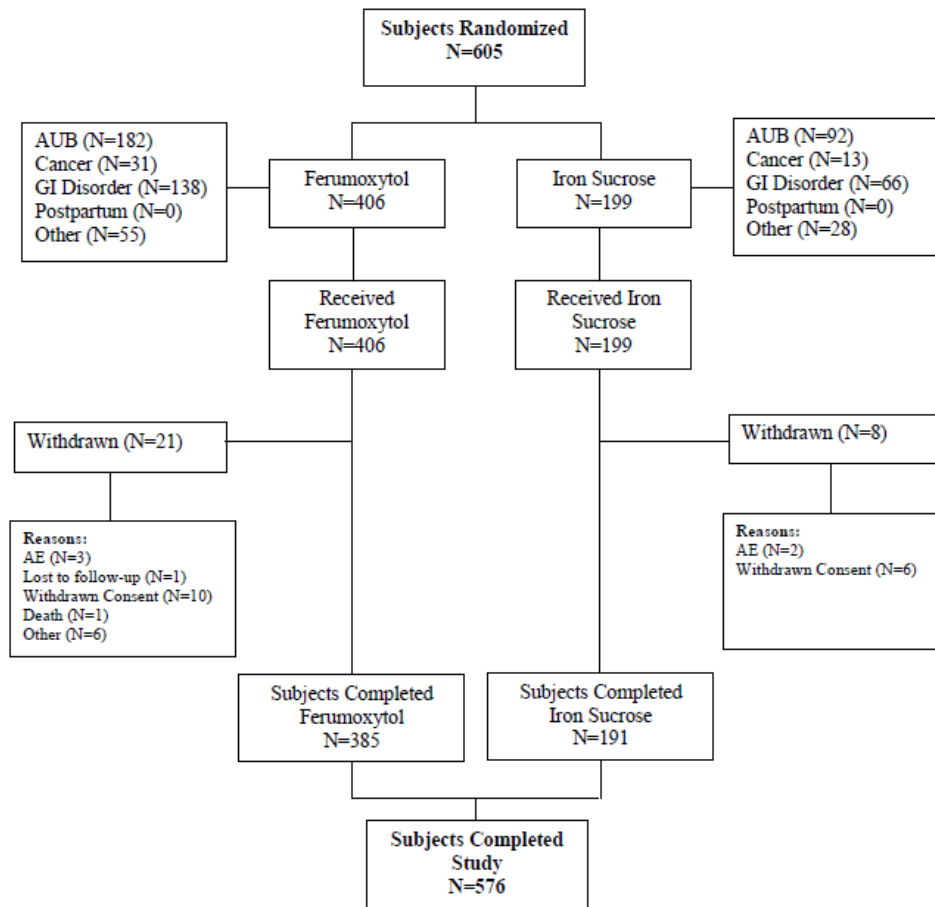 Subjects Randomized
N=605
AUB (N=182)
Cancer (N=31)
GI Disorder (N=138)
Postpartum (N=0)
Other (N=55)
Ferumoxytol
N=406
Iron Sucrose
N=199
AUB (N=92)
Cancer (N=13)
GI Disorder (N=66)
Postpartum (N=0)
Other (N=28)
Received
Ferumoxytol
N=406
Received Iron
Sucrose
N=199
Withdrawn (N=21)
Withdrawn (N=8)
Reasons:
AE (N=3)
Lost to follow-up (N=1)
Withdrawn Consent (N=10)
Death (N=1)
Other (N=6)
Reasons:
AE (N=2)
Withdrawn Consent (N=6)
Subjects Completed
Ferumoxytol
N=385
Subjects Completed
Iron Sucrose
N=191
Subjects Completed
Study
N=576